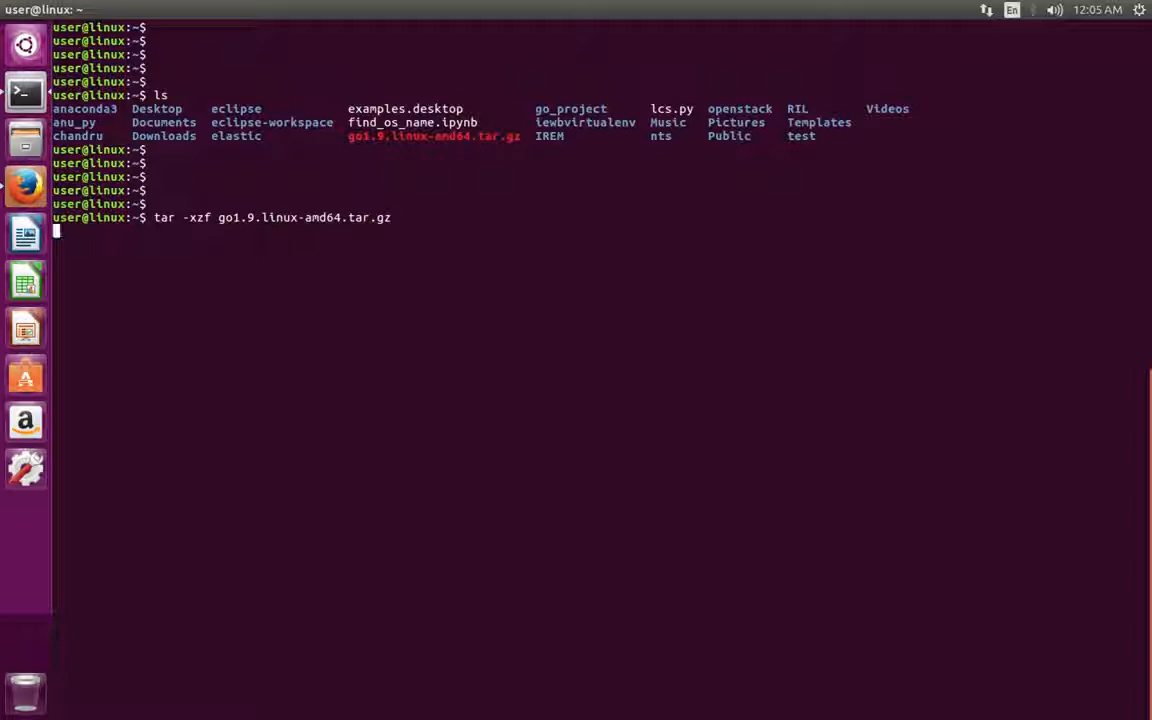 user@linux: ~
En
12:05 AM
user@linux:~$
user@linux:~$
user@linux:~$
user@linux:~$
user@linux:~$
user@linux:~$ ls
anaconda3 Desktop eclipse examples.desktop go_project lcs.py openstack RIL Videos
anu_py Documents eclipse-workspace find_os_name.ipynb iewbvirtualenv Music Pictures Templates
chandru Downloads elastic go1.9.linux-amd64.tar.gz IREM nts Public test
user@linux:~$
user@linux:~$
user@linux:~$
user@linux:~$
user@linux:~$
user@linux:~$ tar -xzf go1.9.linux-amd64.tar.gz